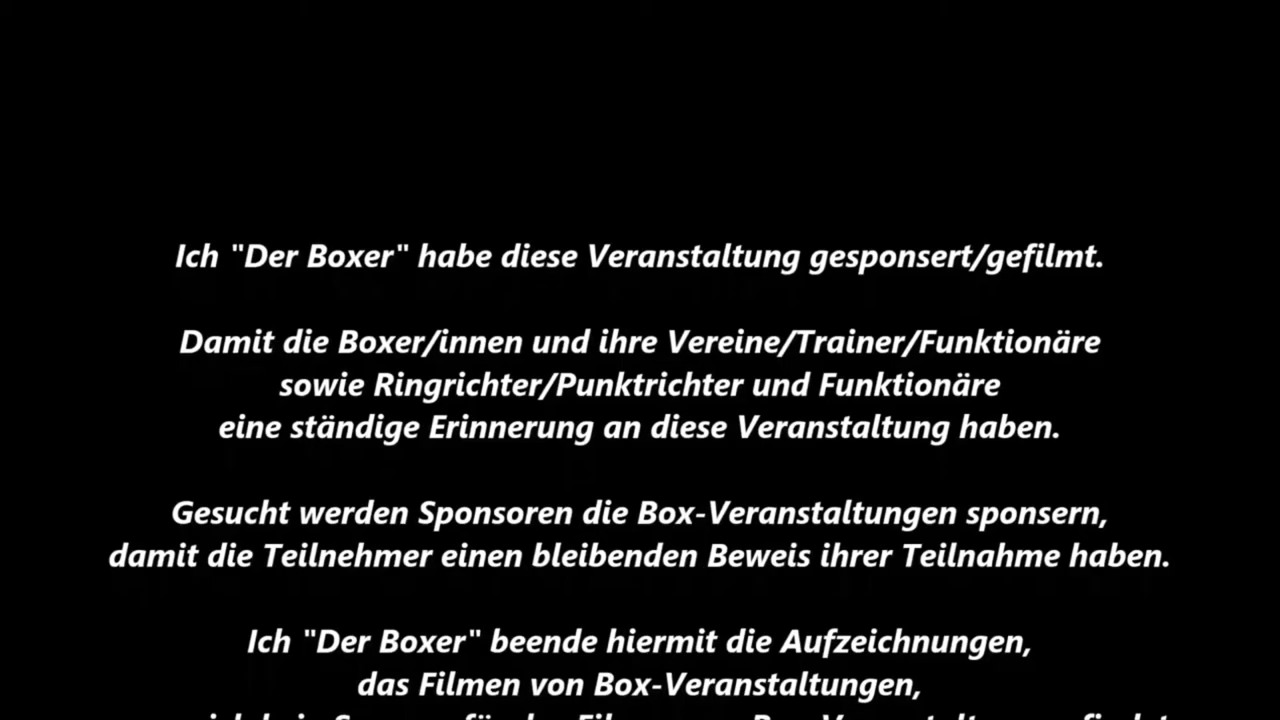 Ich "Der Boxer" habe diese Veranstaltung gesponsert/gefilmt.
Damit die Boxer/innen und ihre Vereine/Trainer/Funktionäre
sowie Ringrichter/Punktrichter und Funktionäre
eine ständige Erinnerung an diese Veranstaltung haben.
Gesucht werden Sponsoren die Box-Veranstaltungen sponsern,
damit die Teilnehmer einen bleibenden Beweis ihrer Teilnahme haben.
Ich "Der Boxer" beende hiermit die Aufzeichnungen,
das Filmen von Box-Veranstaltungen,